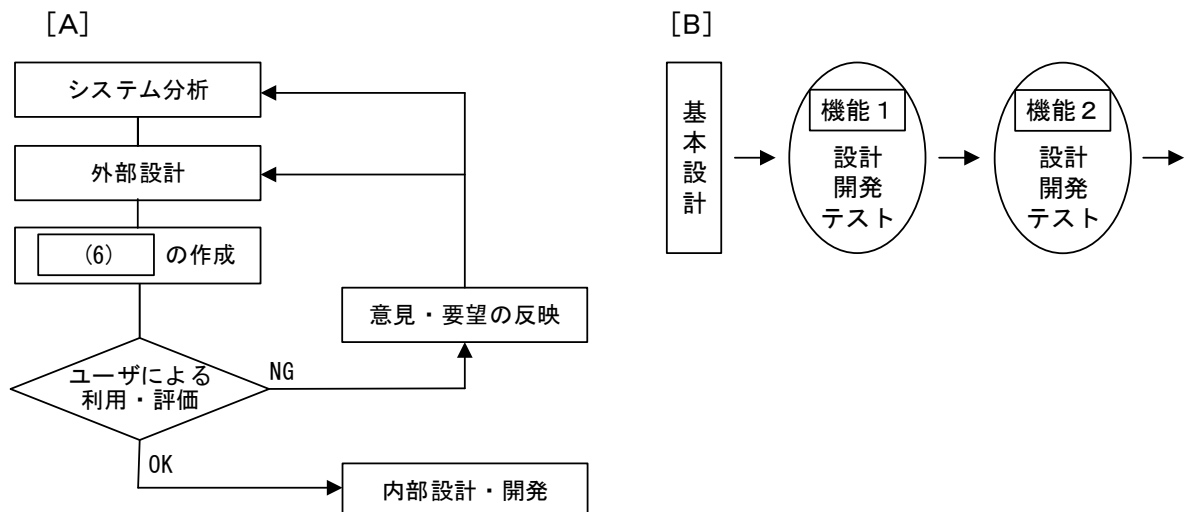 [A]
システム分析
外部設計
(6) の作成
ユーザによる
利用・評価
NG
意見・要望の反映
OK
内部設計・開発
[B]
基本設計
機能1
設計
開発
テスト
機能2
設計
開発
テスト